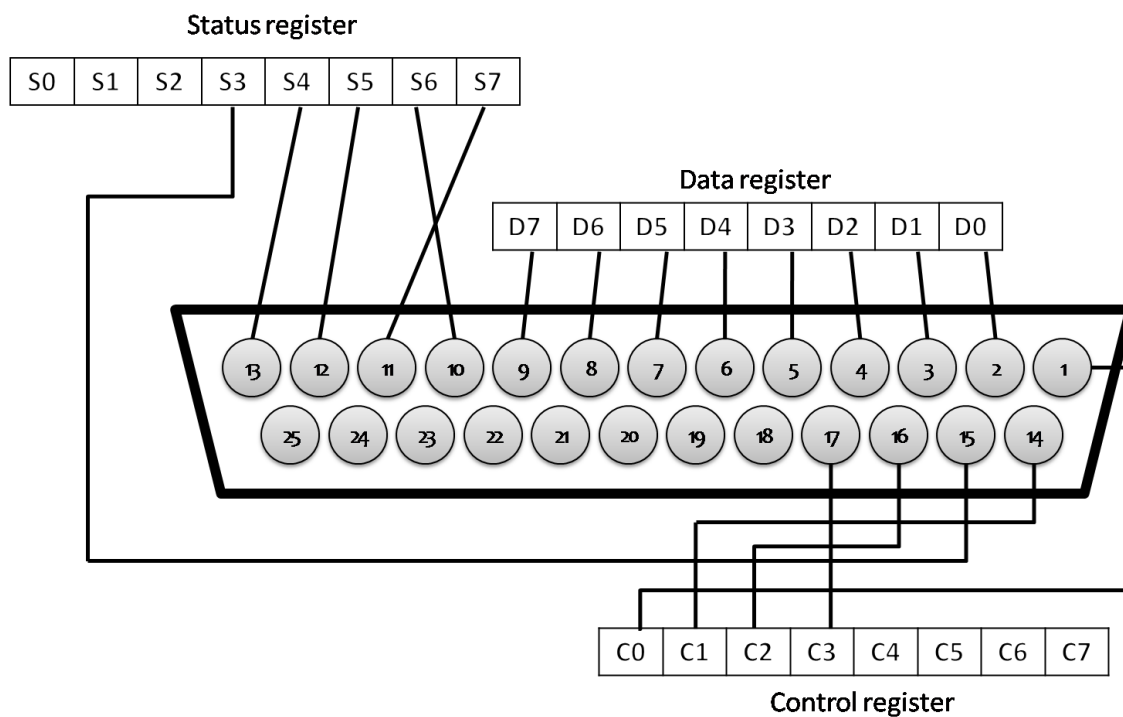 Status register
S0 S1 S2 S3 S4 S5 S6 S7
Data register
D7 D6 D5 D4 D3 D2 D1 D0
13 12 11 10 9 8 7 6 5 4 3 2 1
25 24 23 22 21 20 19 18 17 16 15 14
C0 C1 C2 C3 C4 C5 C6 C7
Control register